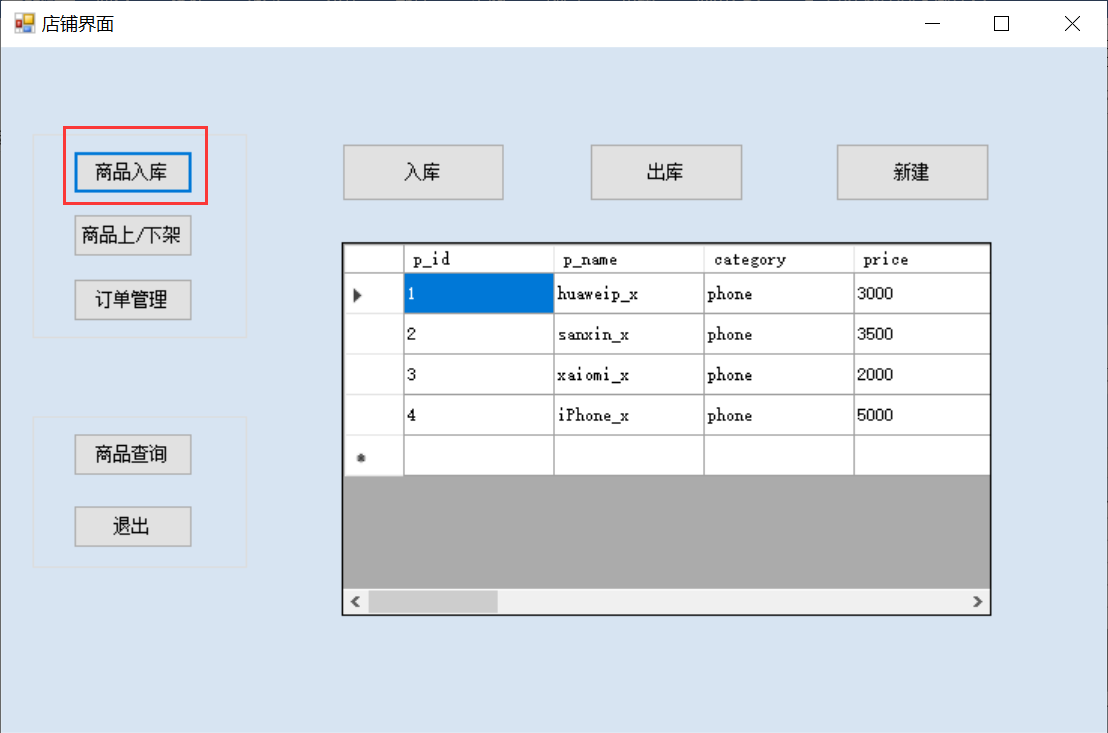 店铺界面
商品入库
商品上/下架
订单管理
商品查询
退出
入库 出库 新建
p_id p_name category price
1 huaweip_x phone 3000
2 sanxin_x phone 3500
3 xaiomi_x phone 2000
4 iPhone_x phone 5000